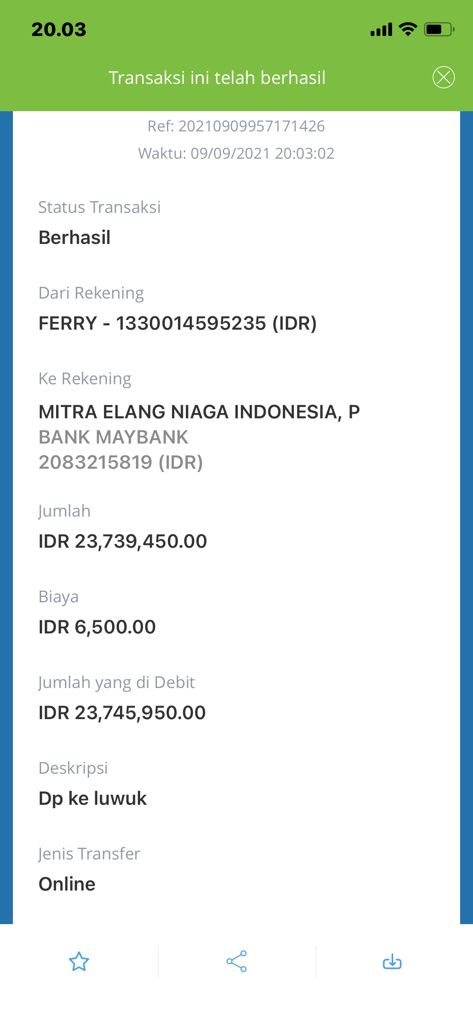 20.03
Transaksi ini telah berhasil
Ref: 20210909957171426
Waktu: 09/09/2021 20:03:02
Status Transaksi
Berhasil
Dari Rekening
FERRY - 1330014595235 (IDR)
Ke Rekening
MITRA ELANG NIAGA INDONESIA, P
BANK MAYBANK
2083215819 (IDR)
Jumlah
IDR 23,739,450.00
Biaya
IDR 6,500.00
Jumlah yang di Debit
IDR 23,745,950.00
Deskripsi
Dp ke luwuk
Jenis Transfer
Online